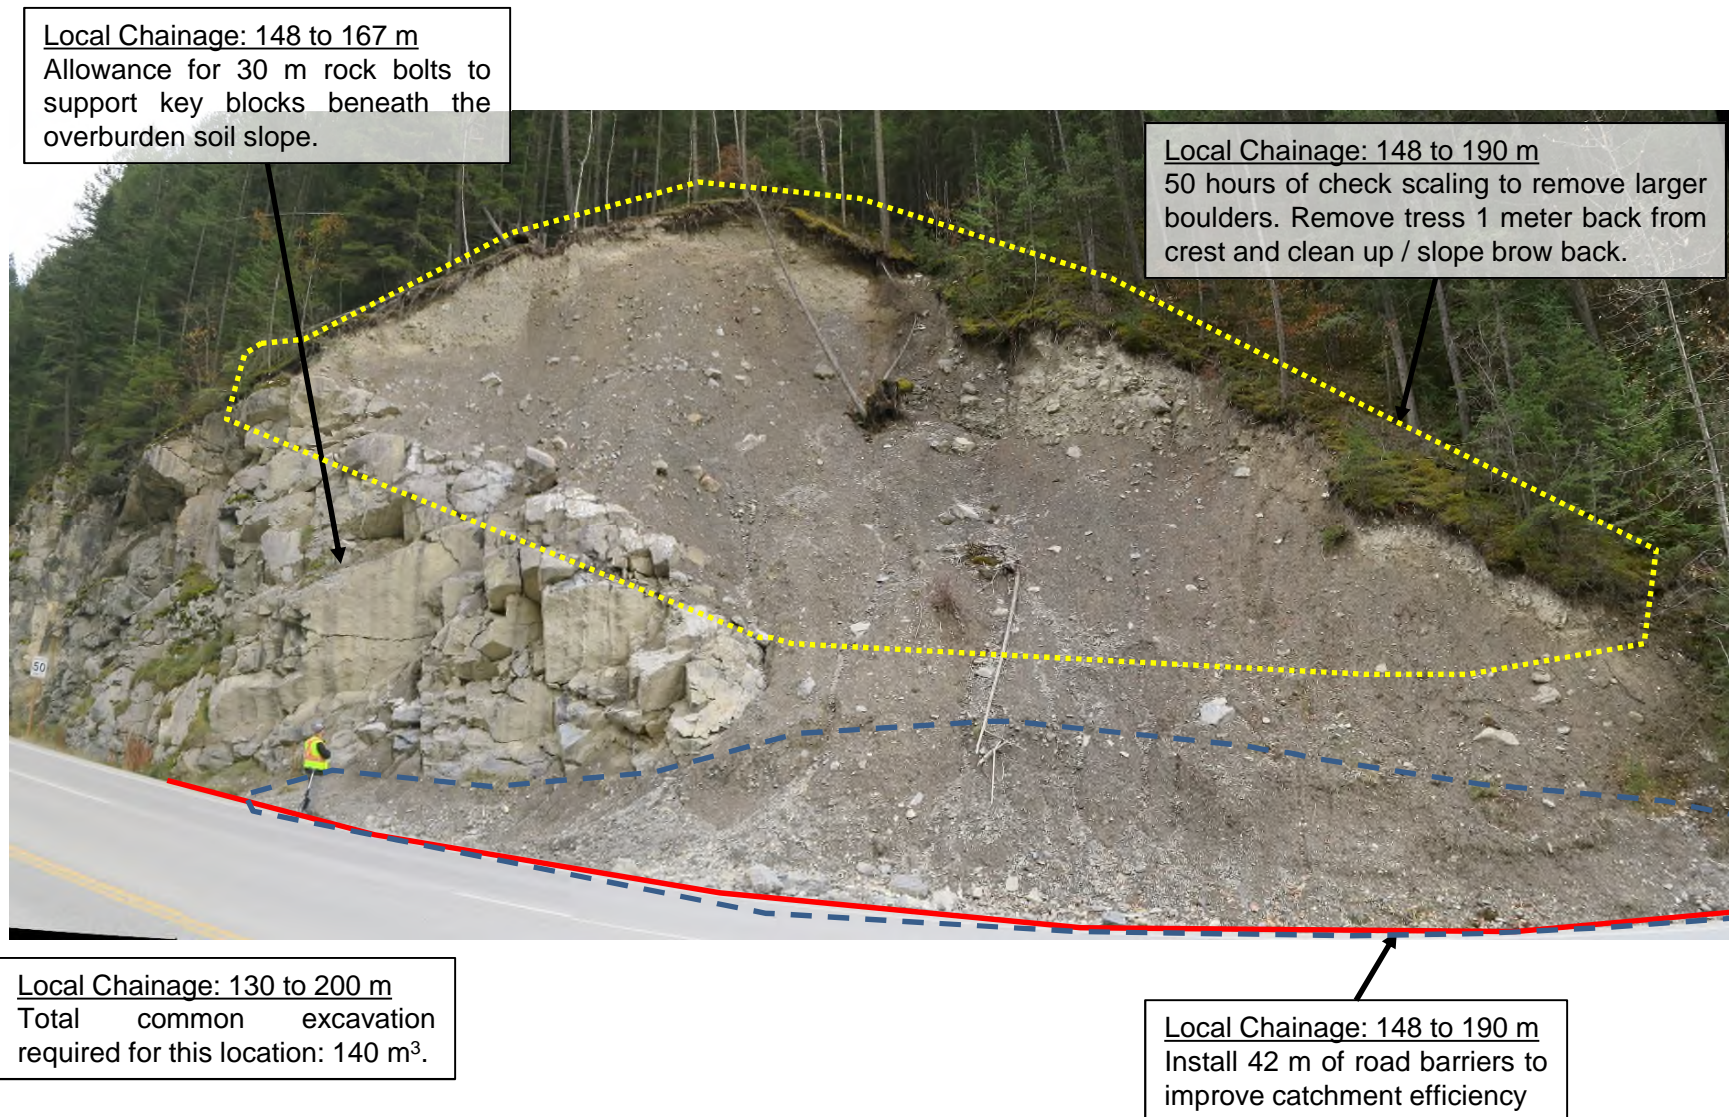 Local Chainage: 148 to 167 m
Allowance for 30 m rock bolts to
support key blocks beneath the
overburden soil slope.
Local Chainage: 148 to 190 m
50 hours of check scaling to remove larger
boulders. Remove tress 1 meter back from
crest and clean up / slope brow back.
50
Local Chainage: 130 to 200 m
Total common excavation
required for this location: 140 m³.
Local Chainage: 148 to 190 m
Install 42 m of road barriers to
improve catchment efficiency